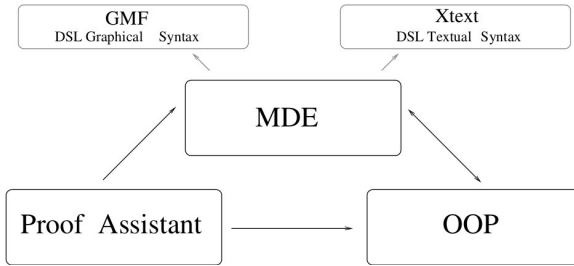 GMF
DSL Graphical Syntax
Xtext
DSL Textual Syntax
MDE
Proof Assistant
OOP